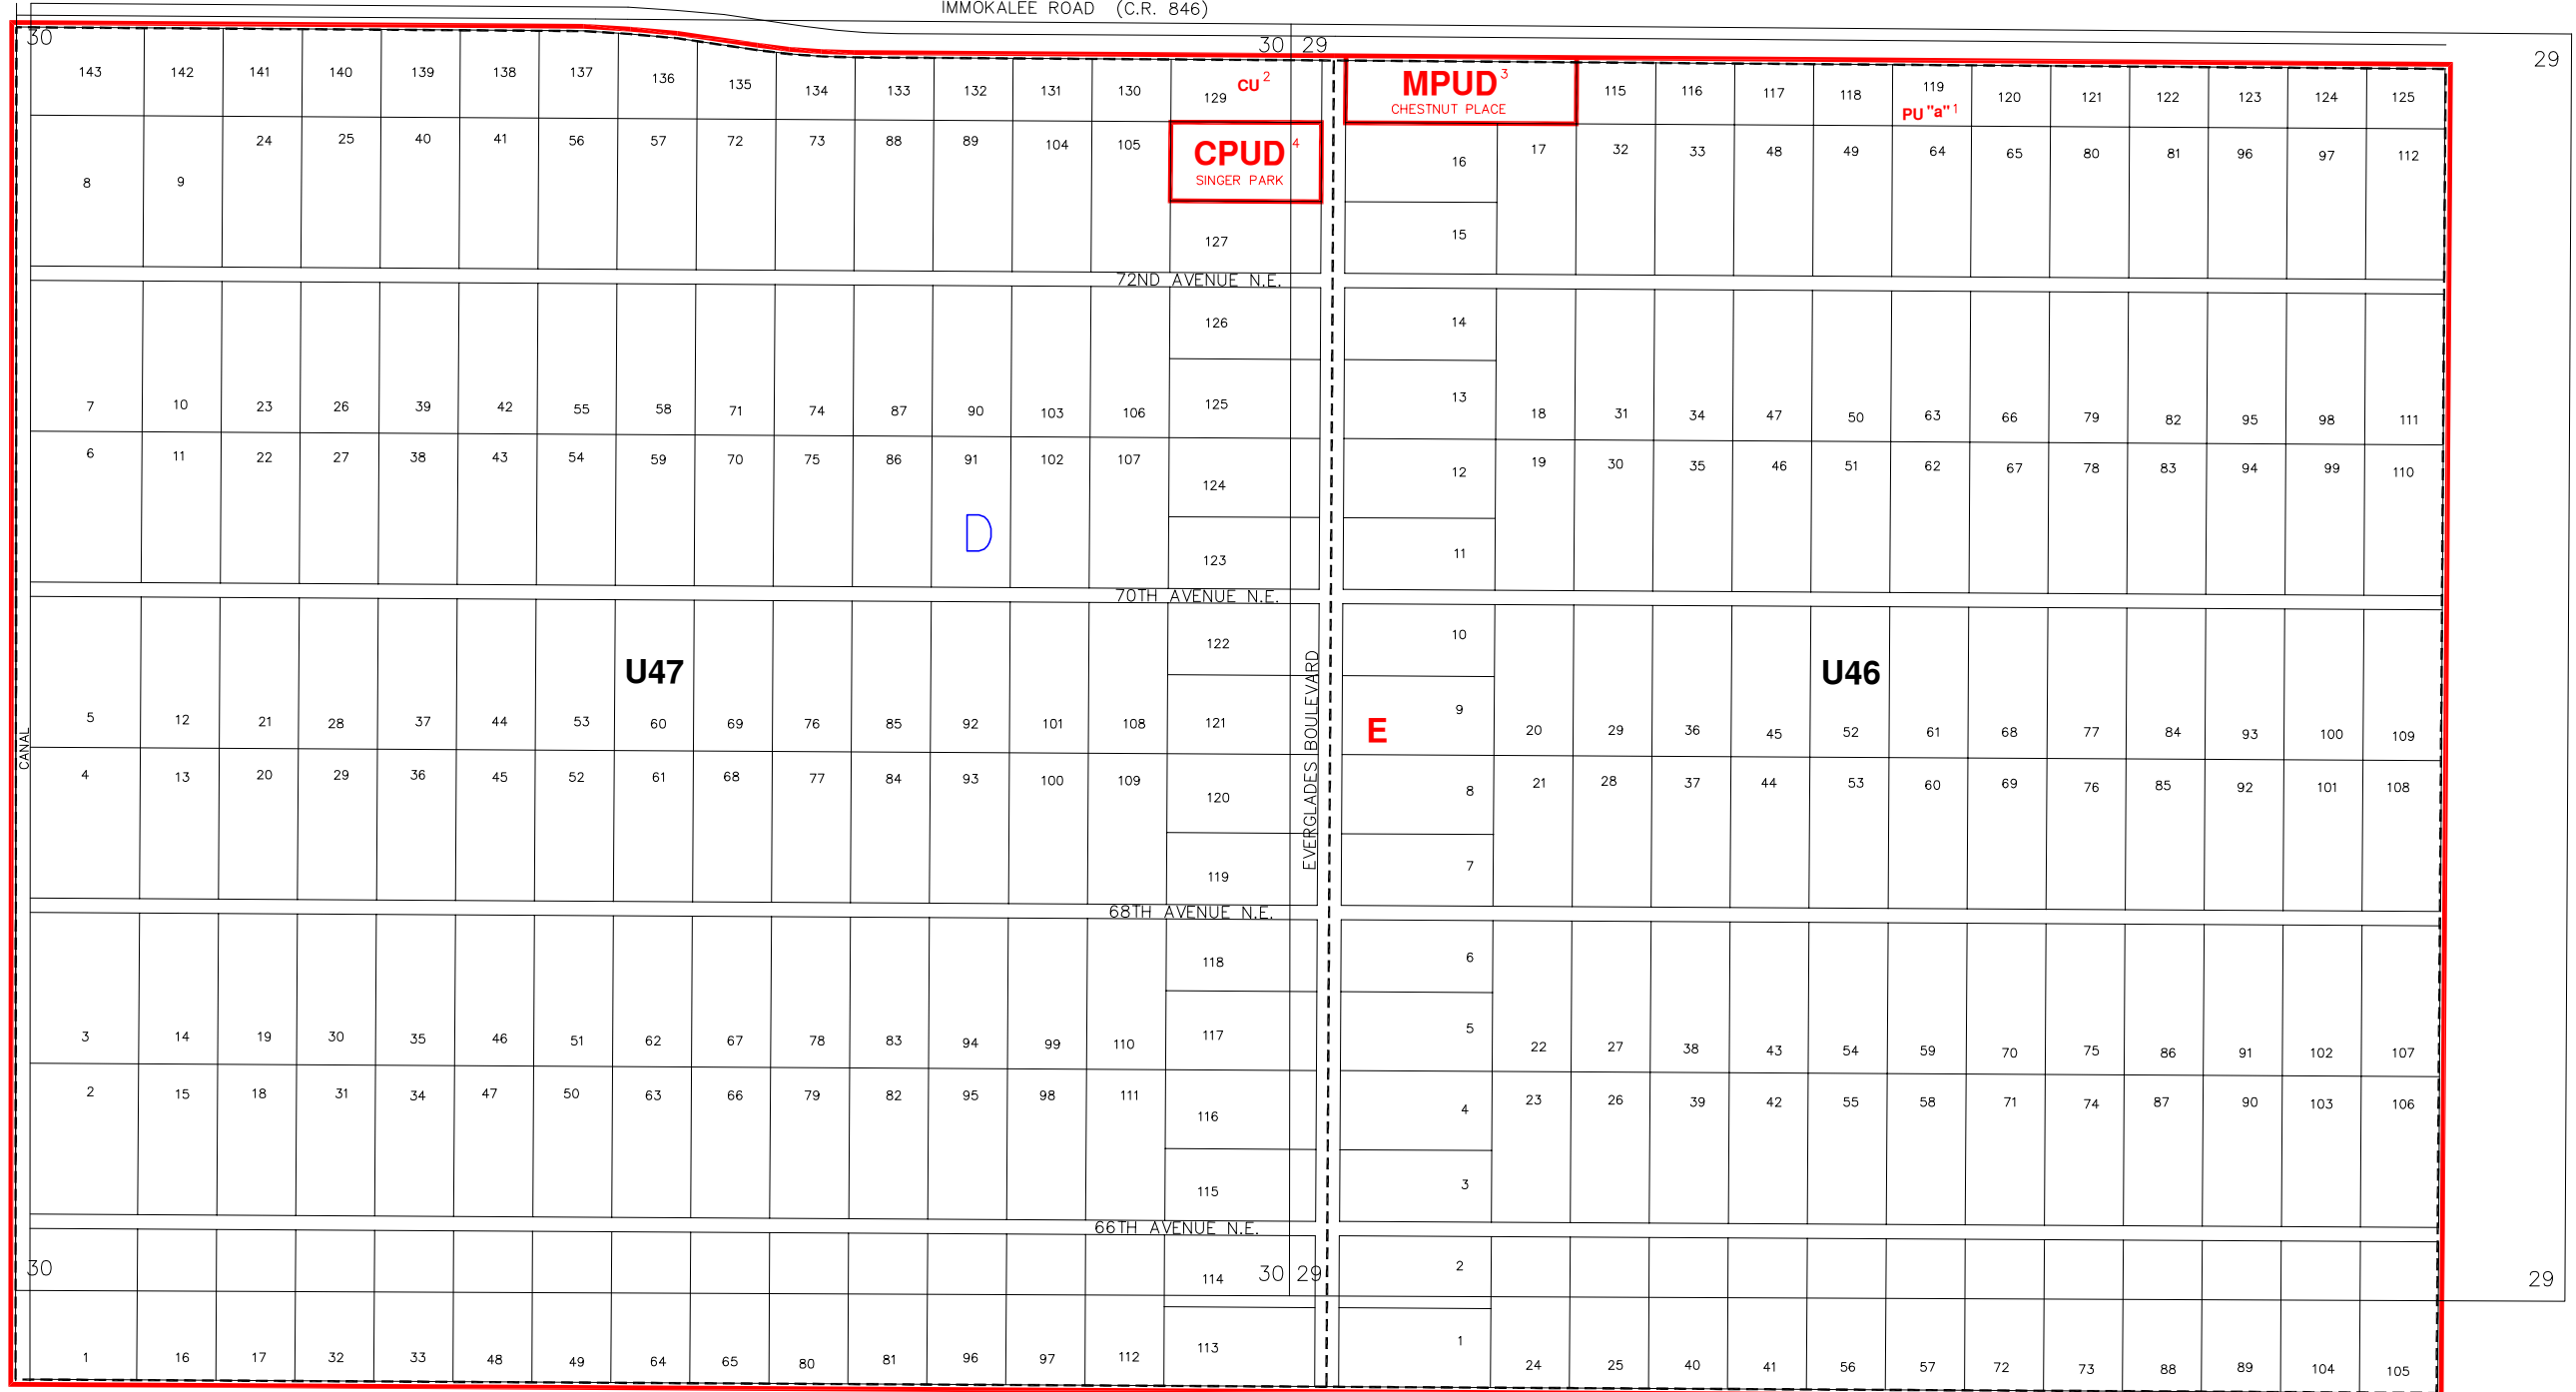 IMMOKALEE ROAD (C.R. 846)
30 30 29 29
143 142 141 140 139 138 137 136 135 134 133 132 131 130 129 CU 2 MPUD 3 115 116 117 118 119 120 121 122 123 124 125
CHESTNUT PLACE
PU "a" 1
24 25 40 41 56 57 72 73 88 89 104 105 CPUD 4 16 17 32 33 48 49 64 65 80 81 96 97 112
8 9 SINGER PARK
127 15
72ND AVENUE N.E.
126 14
7 10 23 26 39 42 55 58 71 74 87 90 103 106 125 13 18 31 34 47 50 63 66 79 82 95 98 111
6 11 22 27 38 43 54 59 70 75 86 91 102 107 124 12 19 30 35 46 51 62 67 78 83 94 99 110
D
123 11
70TH AVENUE N.E.
122 10
U47 U46
EVERGLADES BOULEVARD
5 12 21 28 37 44 53 60 69 76 85 92 101 108 121 E 9 20 29 36 45 52 61 68 77 84 93 100 109
CANAL
4 13 20 29 36 45 52 61 68 77 84 93 100 109 120 8 21 28 37 44 53 60 69 76 85 92 101 108
119 7
68TH AVENUE N.E.
118 6
3 14 19 30 35 46 51 62 67 78 83 94 99 110 117 5 22 27 38 43 54 59 70 75 86 91 102 107
2 15 18 31 34 47 50 63 66 79 82 95 98 111 116 4 23 26 39 42 55 58 71 74 87 90 103 106
115 3
66TH AVENUE N.E.
30 114 30 29 2 29
1 16 17 32 33 48 49 64 65 80 81 96 97 112 113 1 24 25 40 41 56 57 72 73 88 89 104 105